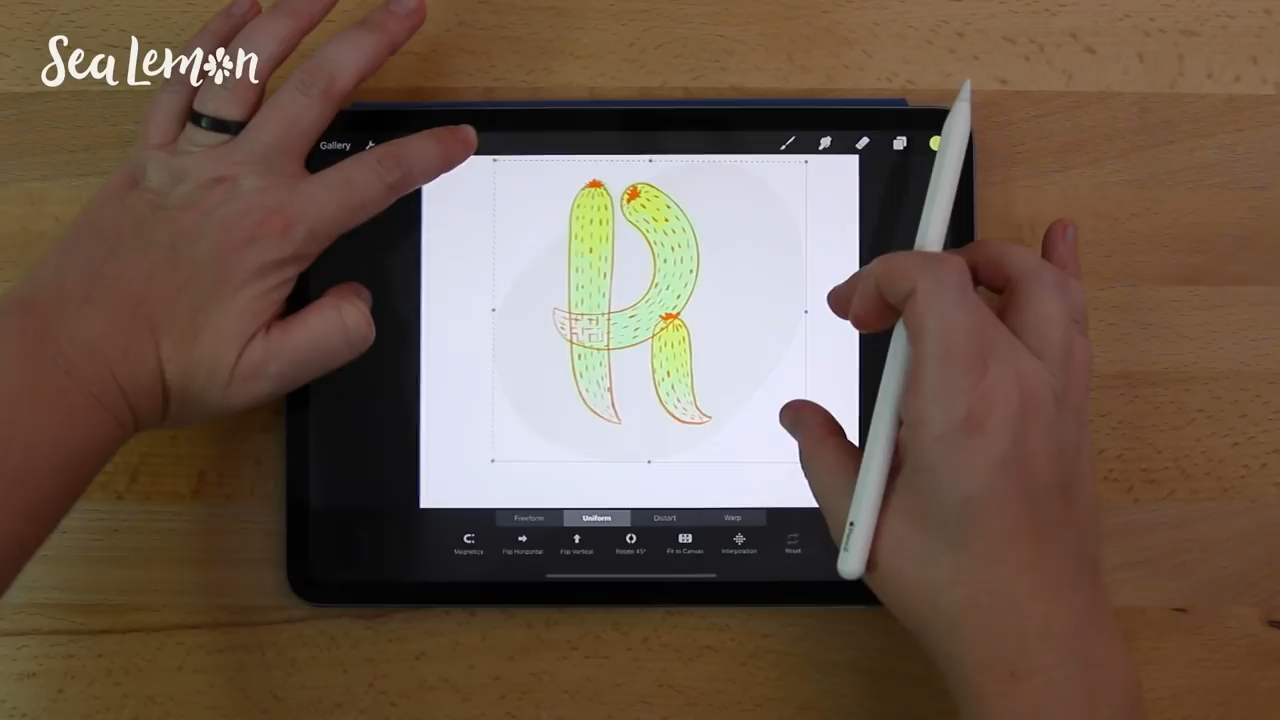 Sea Lemon
Gallery
R
Freeform Uniform Distort Warp
Magnetics Flip Horizontal Flip Vertical Rotate 45° Fit to Canvas Interpolation Reset